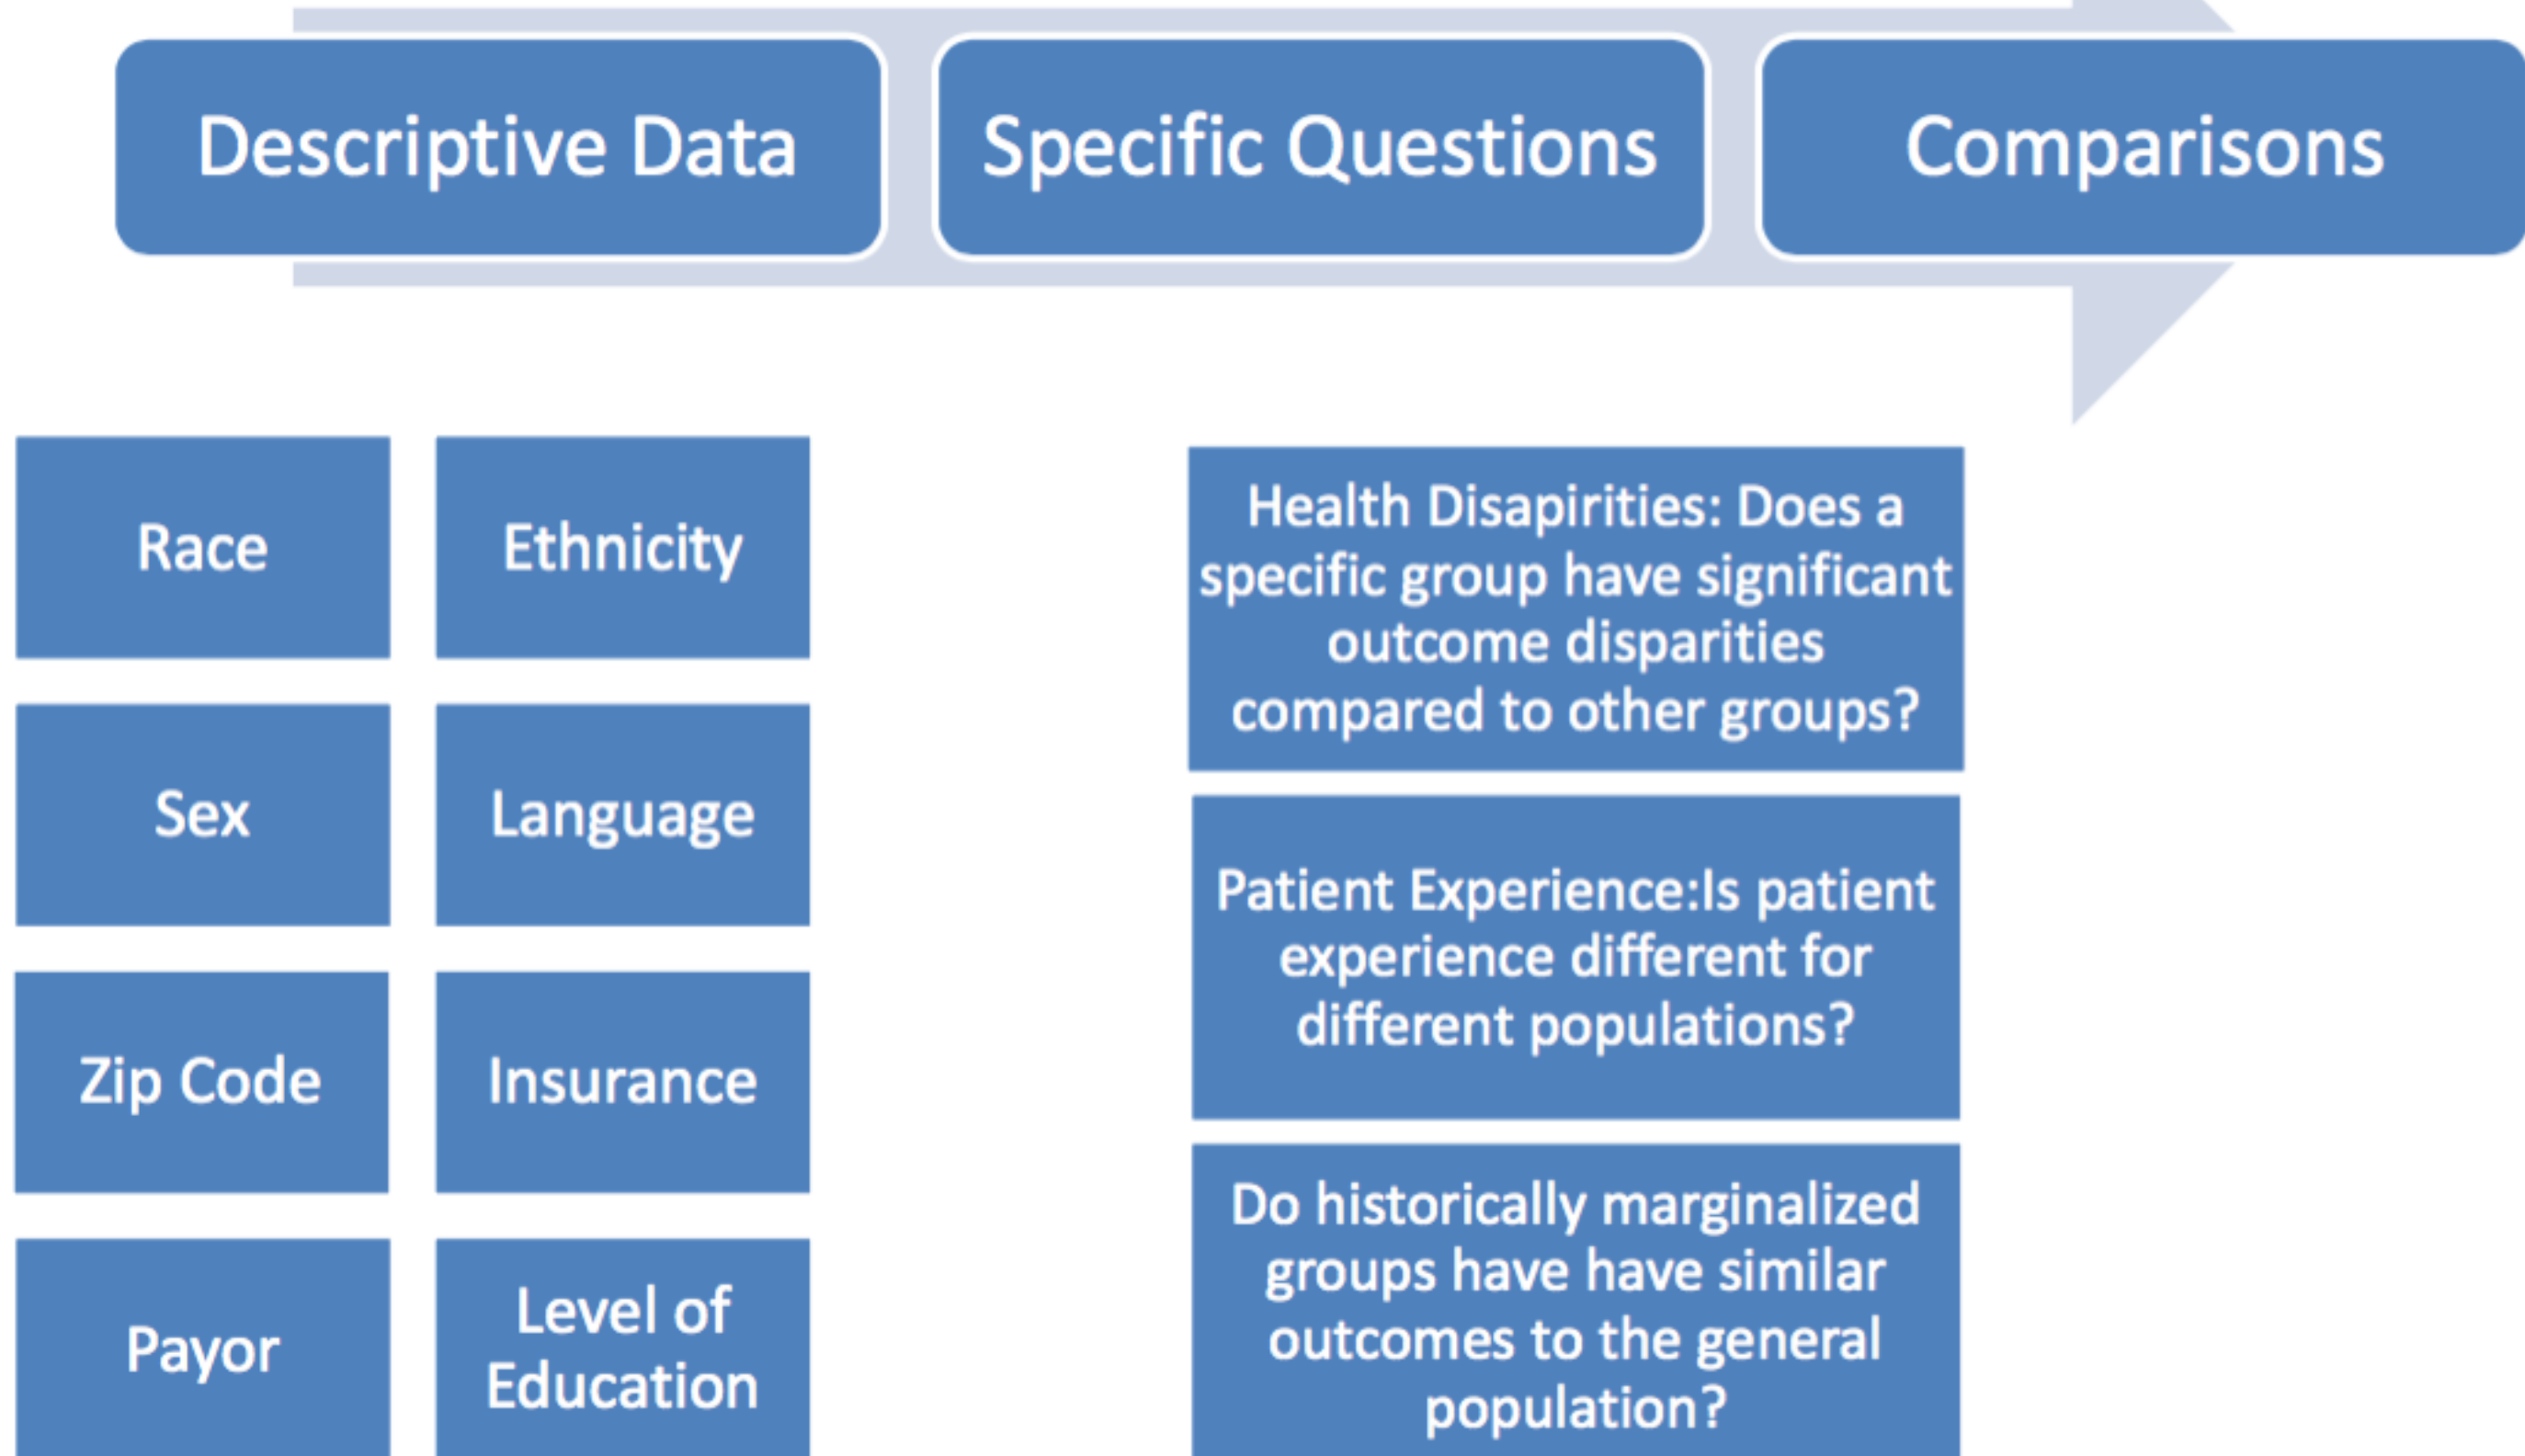 Descriptive Data
Specific Questions
Comparisons
Race
Ethnicity
Sex
Language
Zip Code
Insurance
Payor
Level of
Education
Health Disapirities: Does a
specific group have significant
outcome disparities
compared to other groups?
Patient Experience:Is patient
experience different for
different populations?
Do historically marginalized
groups have have similar
outcomes to the general
population?